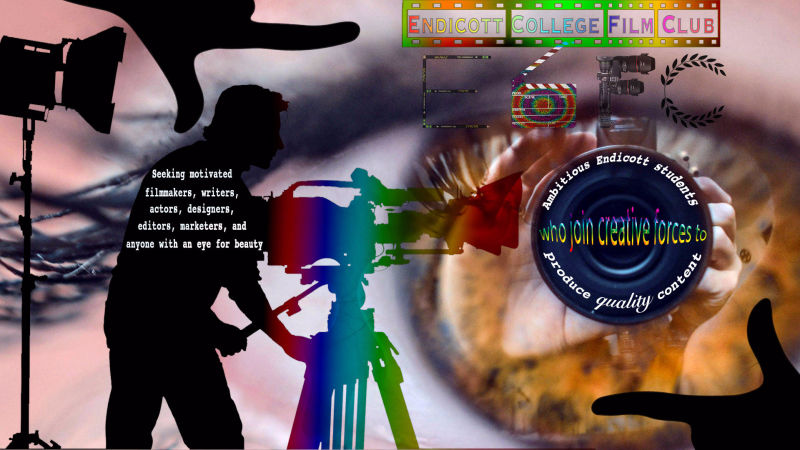 Endicott College Film Club
Seeking motivated
filmmakers, writers,
actors, designers,
editors, marketers, and
anyone with an eye for beauty
Ambitious Endicott students
who join creative forces to
produce quality content